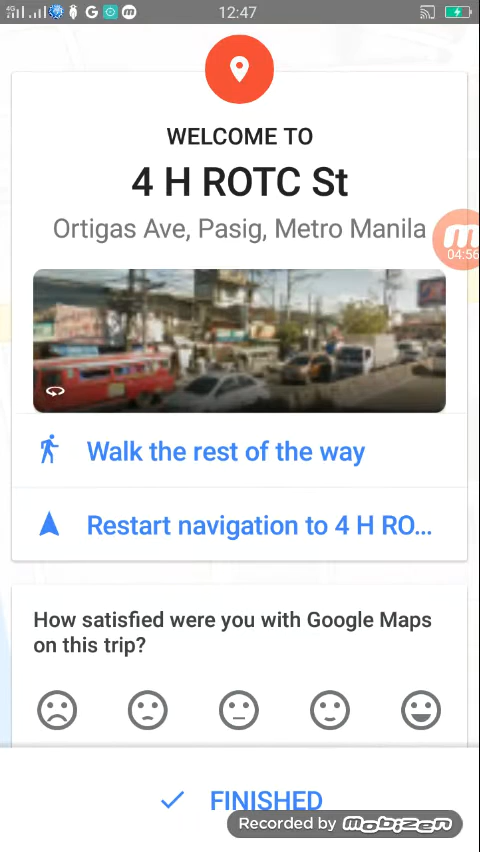 4G
G
m
12:47
WELCOME TO
4 H ROTC St
Ortigas Ave, Pasig, Metro Manila
m
04:56
Walk the rest of the way
Restart navigation to 4 H RO...
How satisfied were you with Google Maps
on this trip?
FINISHED
Recorded by mobizen